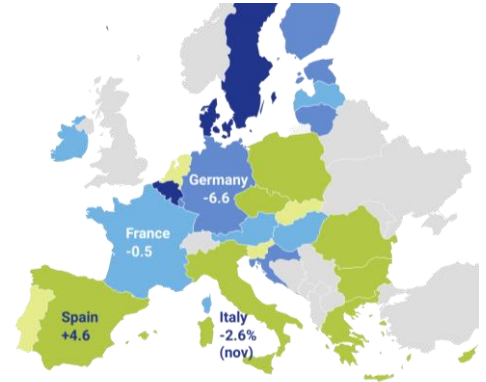 Germany
-6.6
France
-0.5
Spain
+4.6
Italy
-2.6%
(nov)